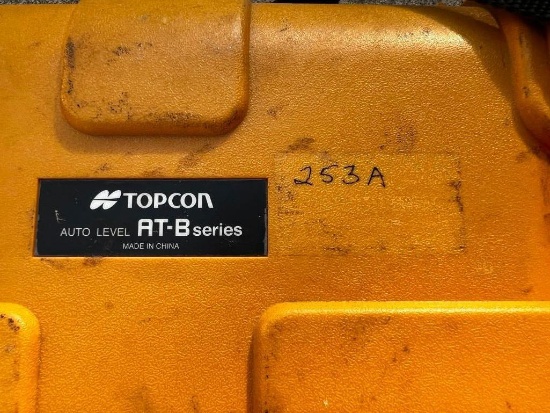 TOPCON
AUTO LEVEL AT-B series
MADE IN CHINA
253A